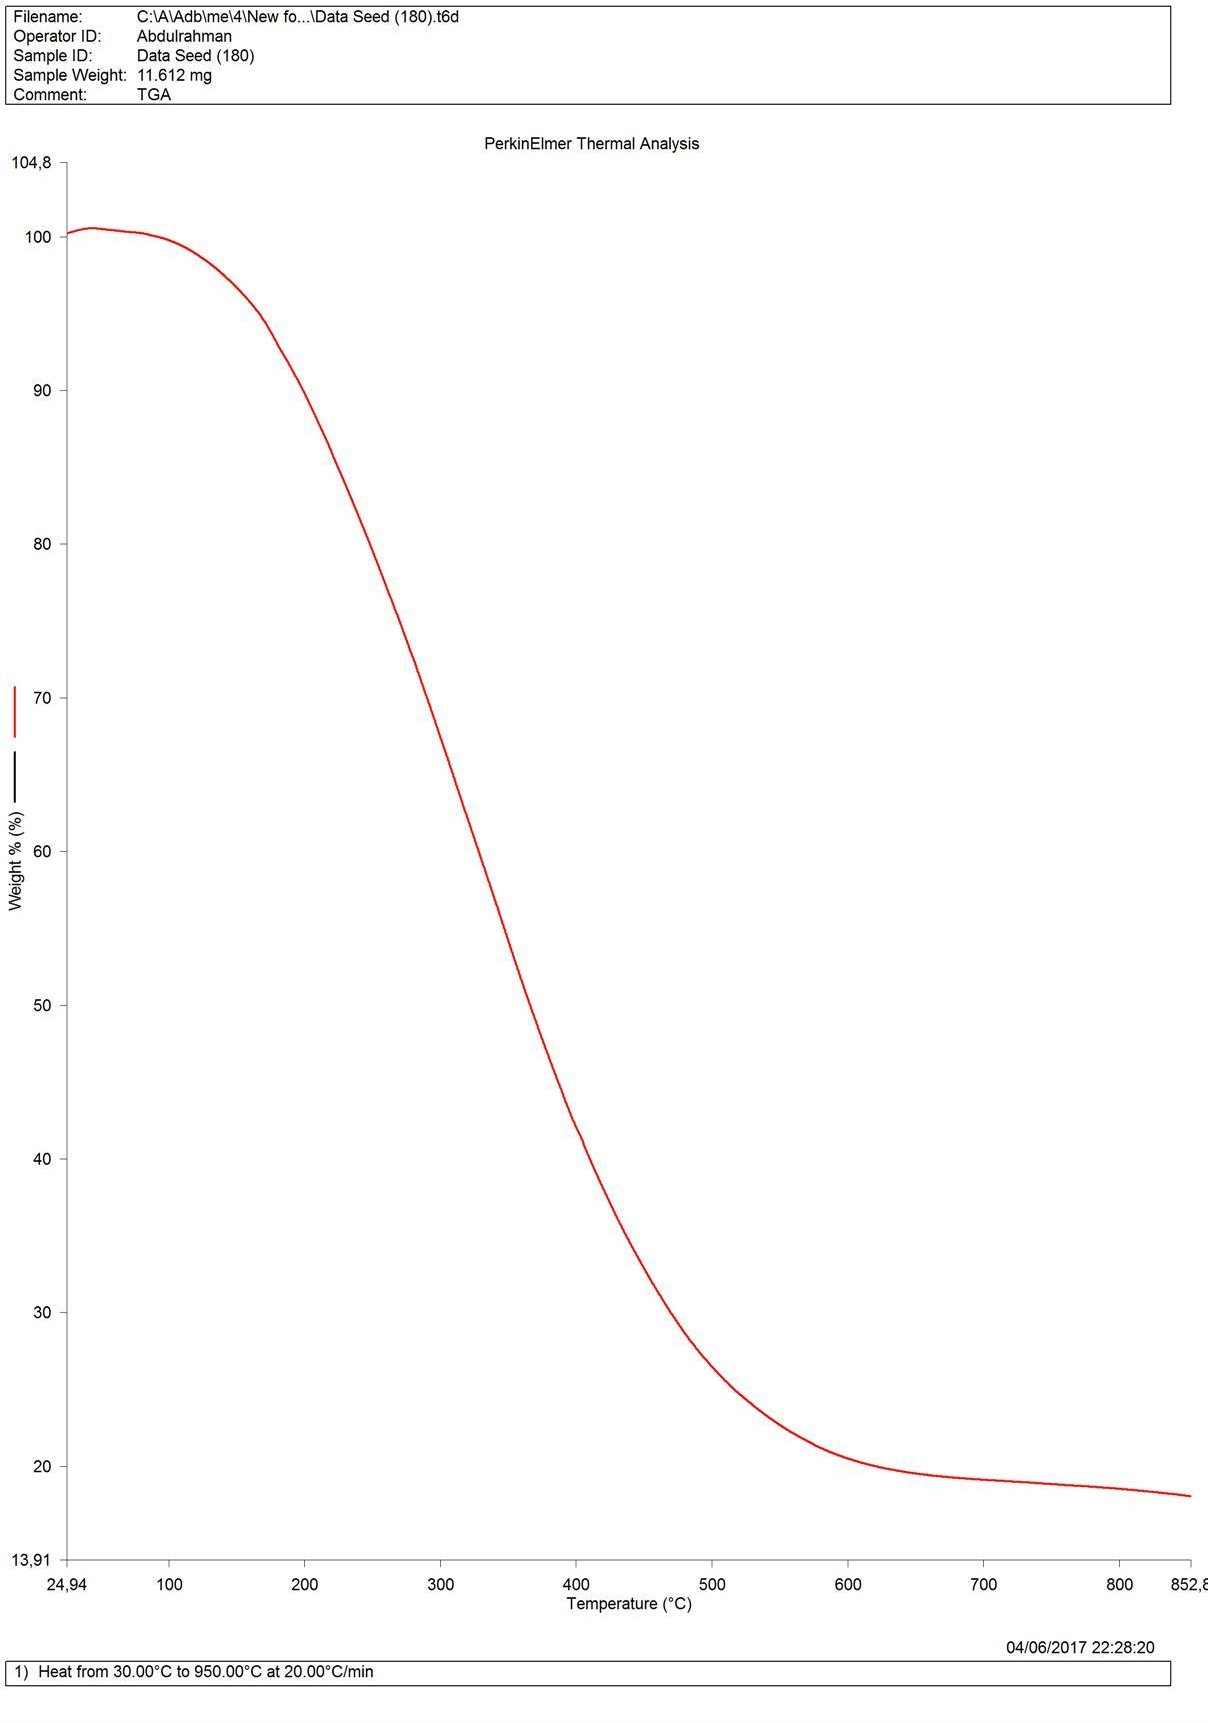 Filename: C:\A\Adb\me\4\New fo...\Data Seed (180).t6d
Operator ID: Abdulrahman
Sample ID: Data Seed (180)
Sample Weight: 11.612 mg
Comment: TGA
PerkinElmer Thermal Analysis
104,8
100
90
80
70
60
50
40
30
20
13,91
Weight % (%)
24,94 100 200 300 400 500 600 700 800 852,8
Temperature (°C)
04/06/2017 22:28:20
1) Heat from 30.00°C to 950.00°C at 20.00°C/min